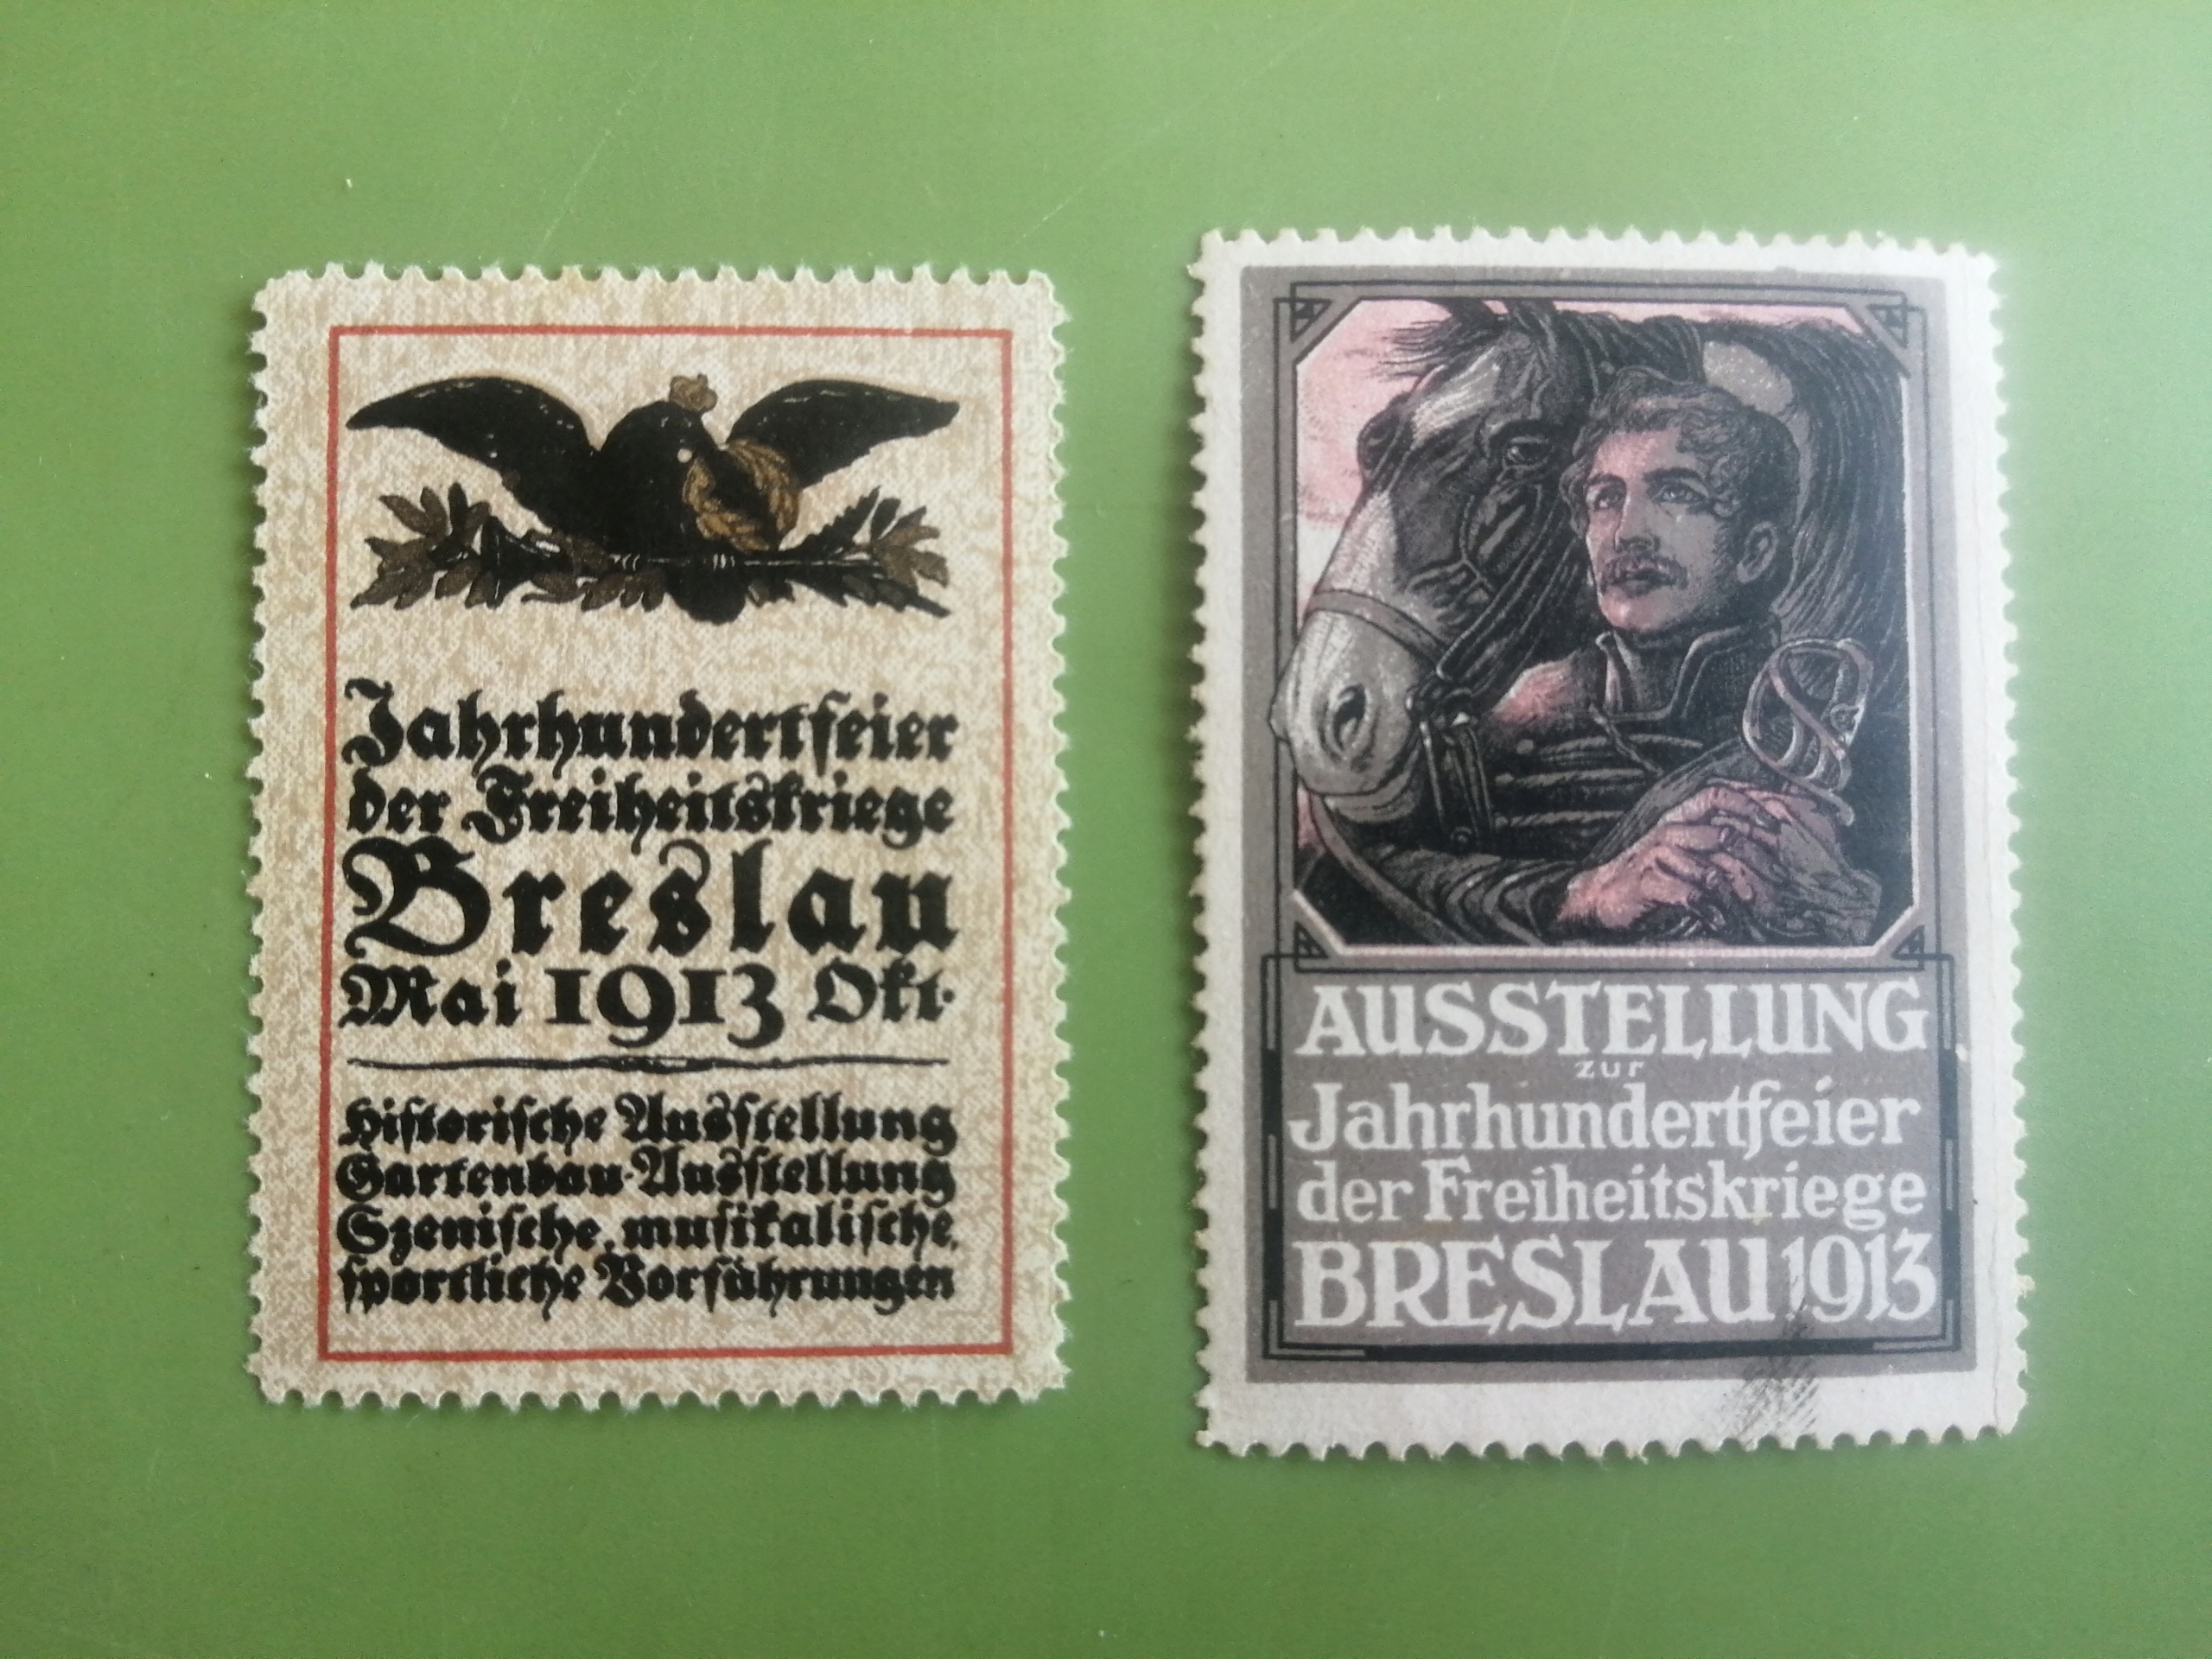 Jahrhundertfeier
der Freiheitskriege
Breslau
Mai 1913 Okt.
Hiſtoriſche Ausſtellung
Gartenbau-Ausſtellung
Szeniſche, muſikaliſche,
ſportliche Vorführungen
AUSSTELLUNG
zur
Jahrhundertfeier
der Freiheitskriege
BRESLAU 1913